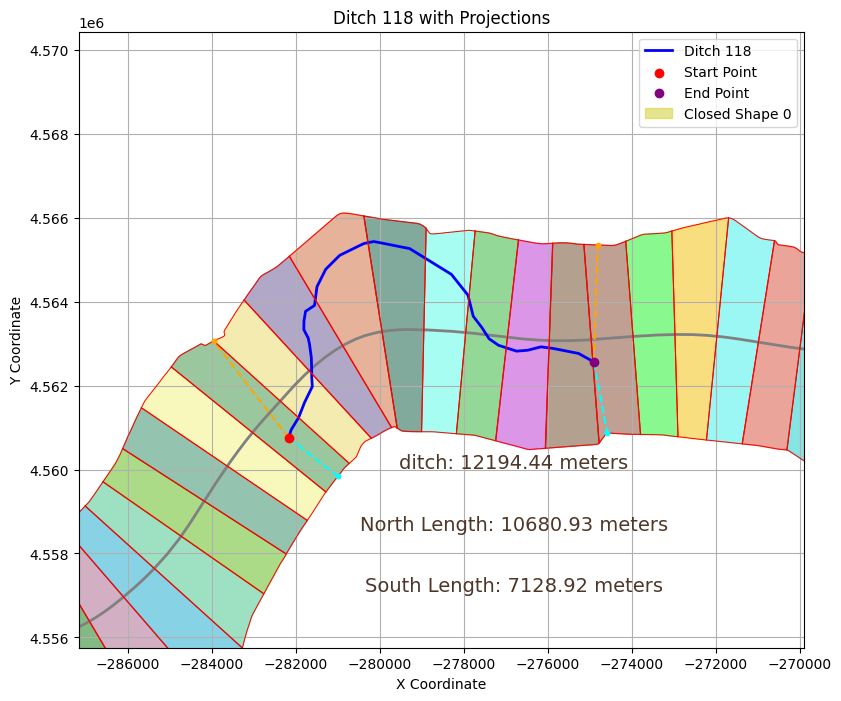 Ditch 118 with Projections
1e6
Ditch 118
Start Point
End Point
Closed Shape 0
4.570
4.568
4.566
4.564
4.562
4.560
4.558
4.556
Y Coordinate
ditch: 12194.44 meters
North Length: 10680.93 meters
South Length: 7128.92 meters
−286000 −284000 −282000 −280000 −278000 −276000 −274000 −272000 −270000
X Coordinate